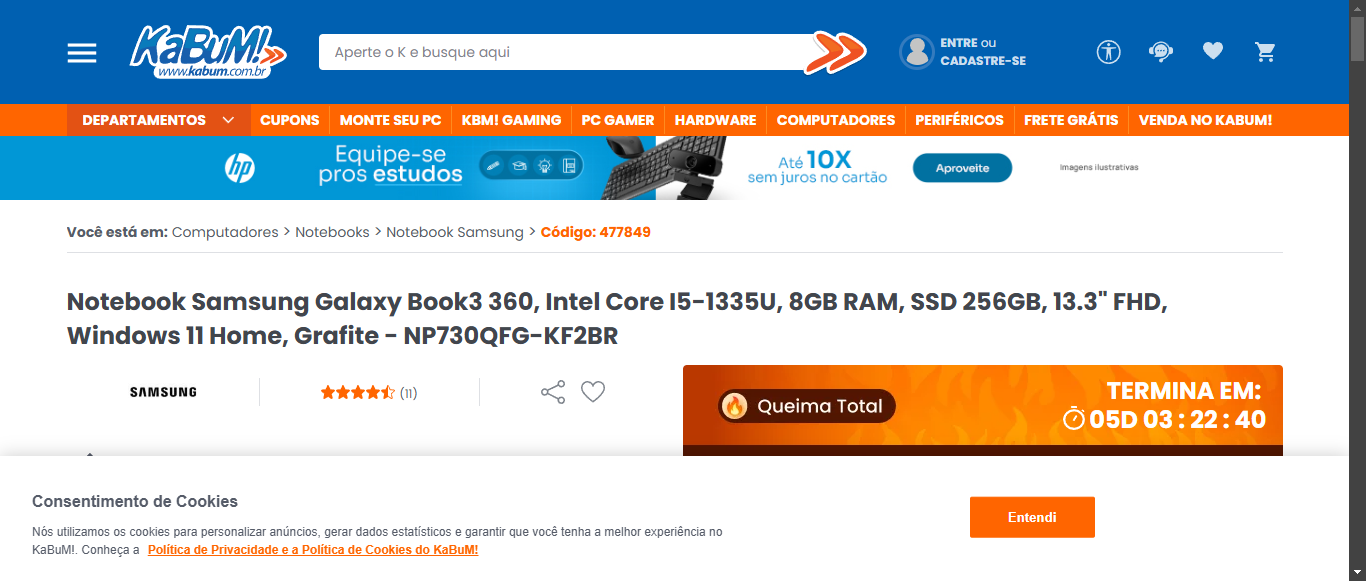 KaBuM!
www.kabum.com.br
Aperte o K e busque aqui
ENTRE ou
CADASTRE-SE
DEPARTAMENTOS CUPONS MONTE SEU PC KBM! GAMING PC GAMER HARDWARE COMPUTADORES PERIFÉRICOS FRETE GRÁTIS VENDA NO KABUM!
hp
Equipe-se
pros estudos
Até 10X
sem juros no cartão
Aproveite
Imagens ilustrativas
Você está em: Computadores > Notebooks > Notebook Samsung > Código: 477849
Notebook Samsung Galaxy Book3 360, Intel Core I5-1335U, 8GB RAM, SSD 256GB, 13.3" FHD,
Windows 11 Home, Grafite - NP730QFG-KF2BR
SAMSUNG
(11)
Queima Total
TERMINA EM:
05D 03 : 22 : 40
Consentimento de Cookies
Nós utilizamos os cookies para personalizar anúncios, gerar dados estatísticos e garantir que você tenha a melhor experiência no
KaBuM!. Conheça a Política de Privacidade e a Política de Cookies do KaBuM!
Entendi